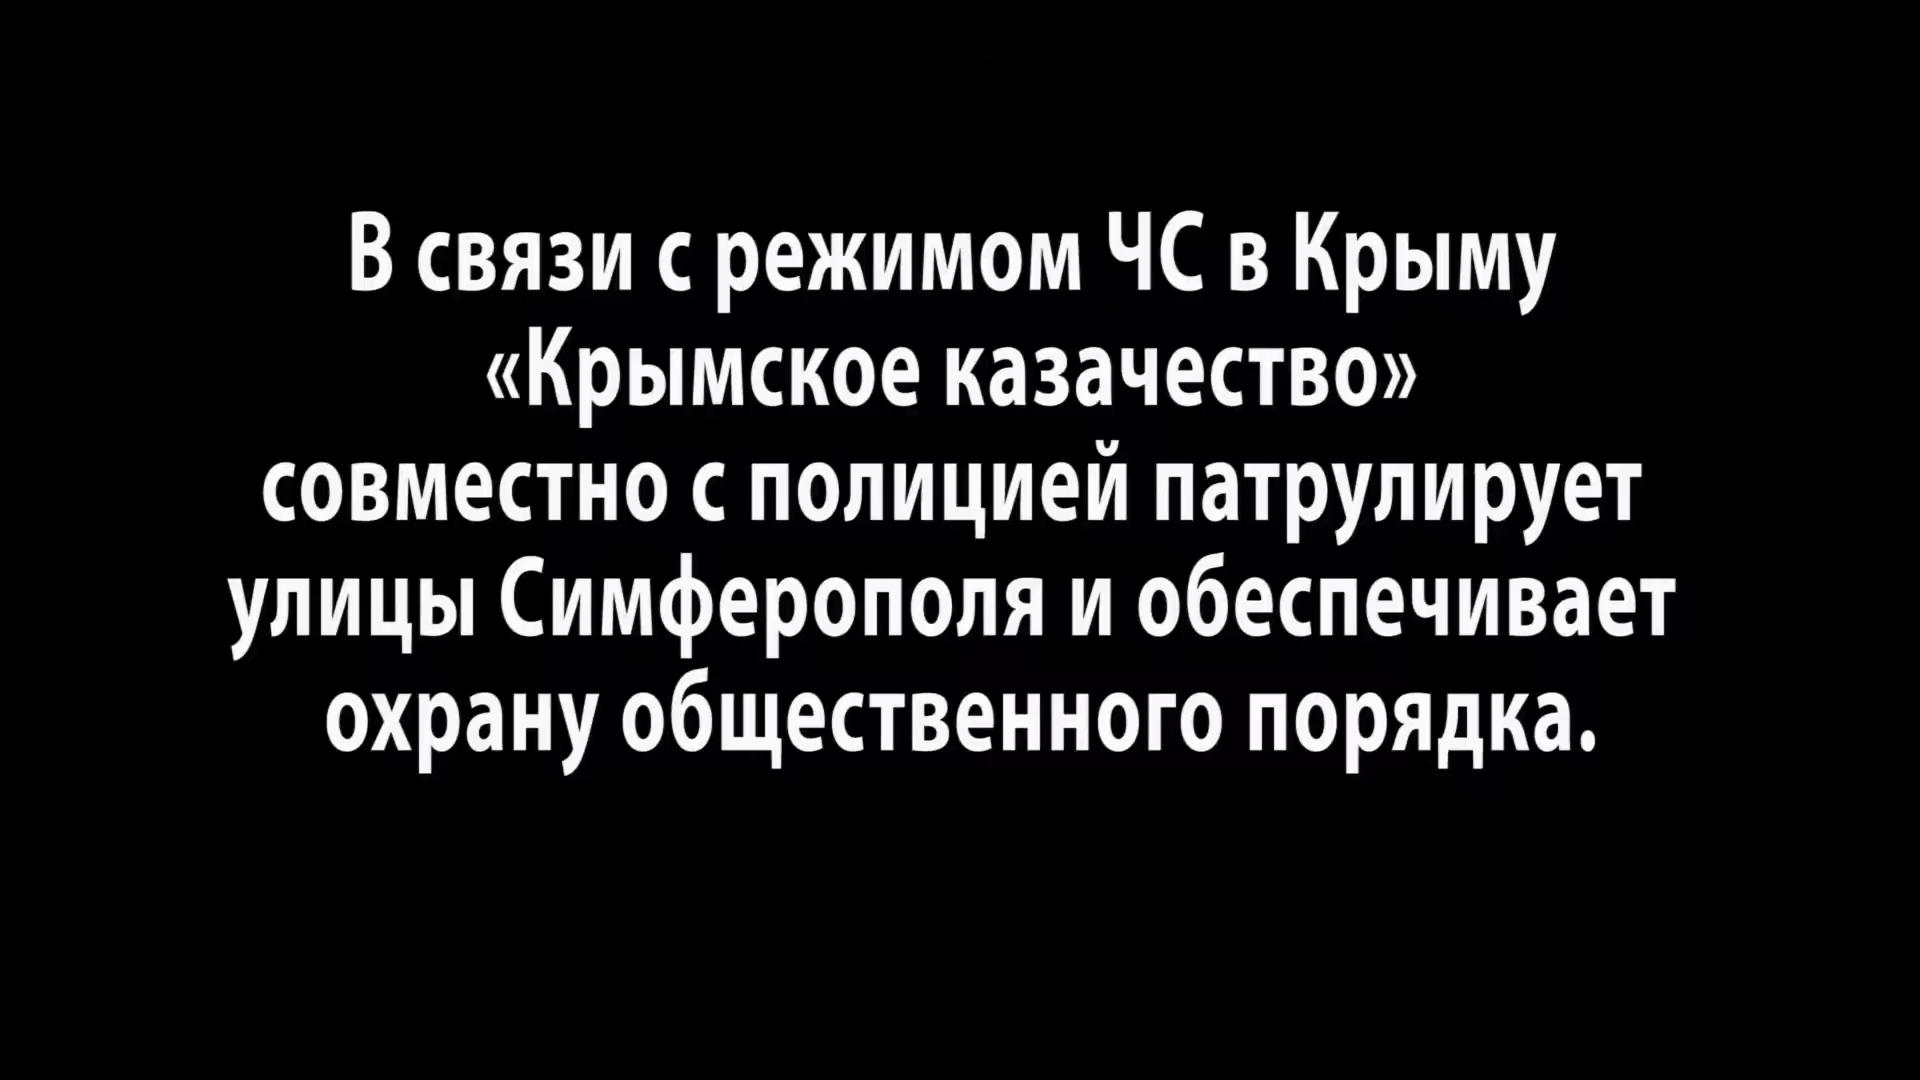 В связи с режимом ЧС в Крыму
«Крымское казачество»
совместно с полицией патрулирует
улицы Симферополя и обеспечивает
охрану общественного порядка.